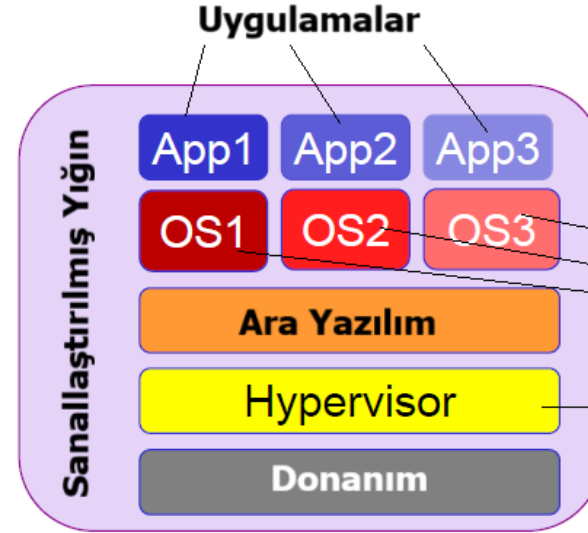 Uygulamalar
Sanallaştırılmış Yığın
App1 App2 App3
OS1 OS2 OS3
Ara Yazılım
Hypervisor
Donanım